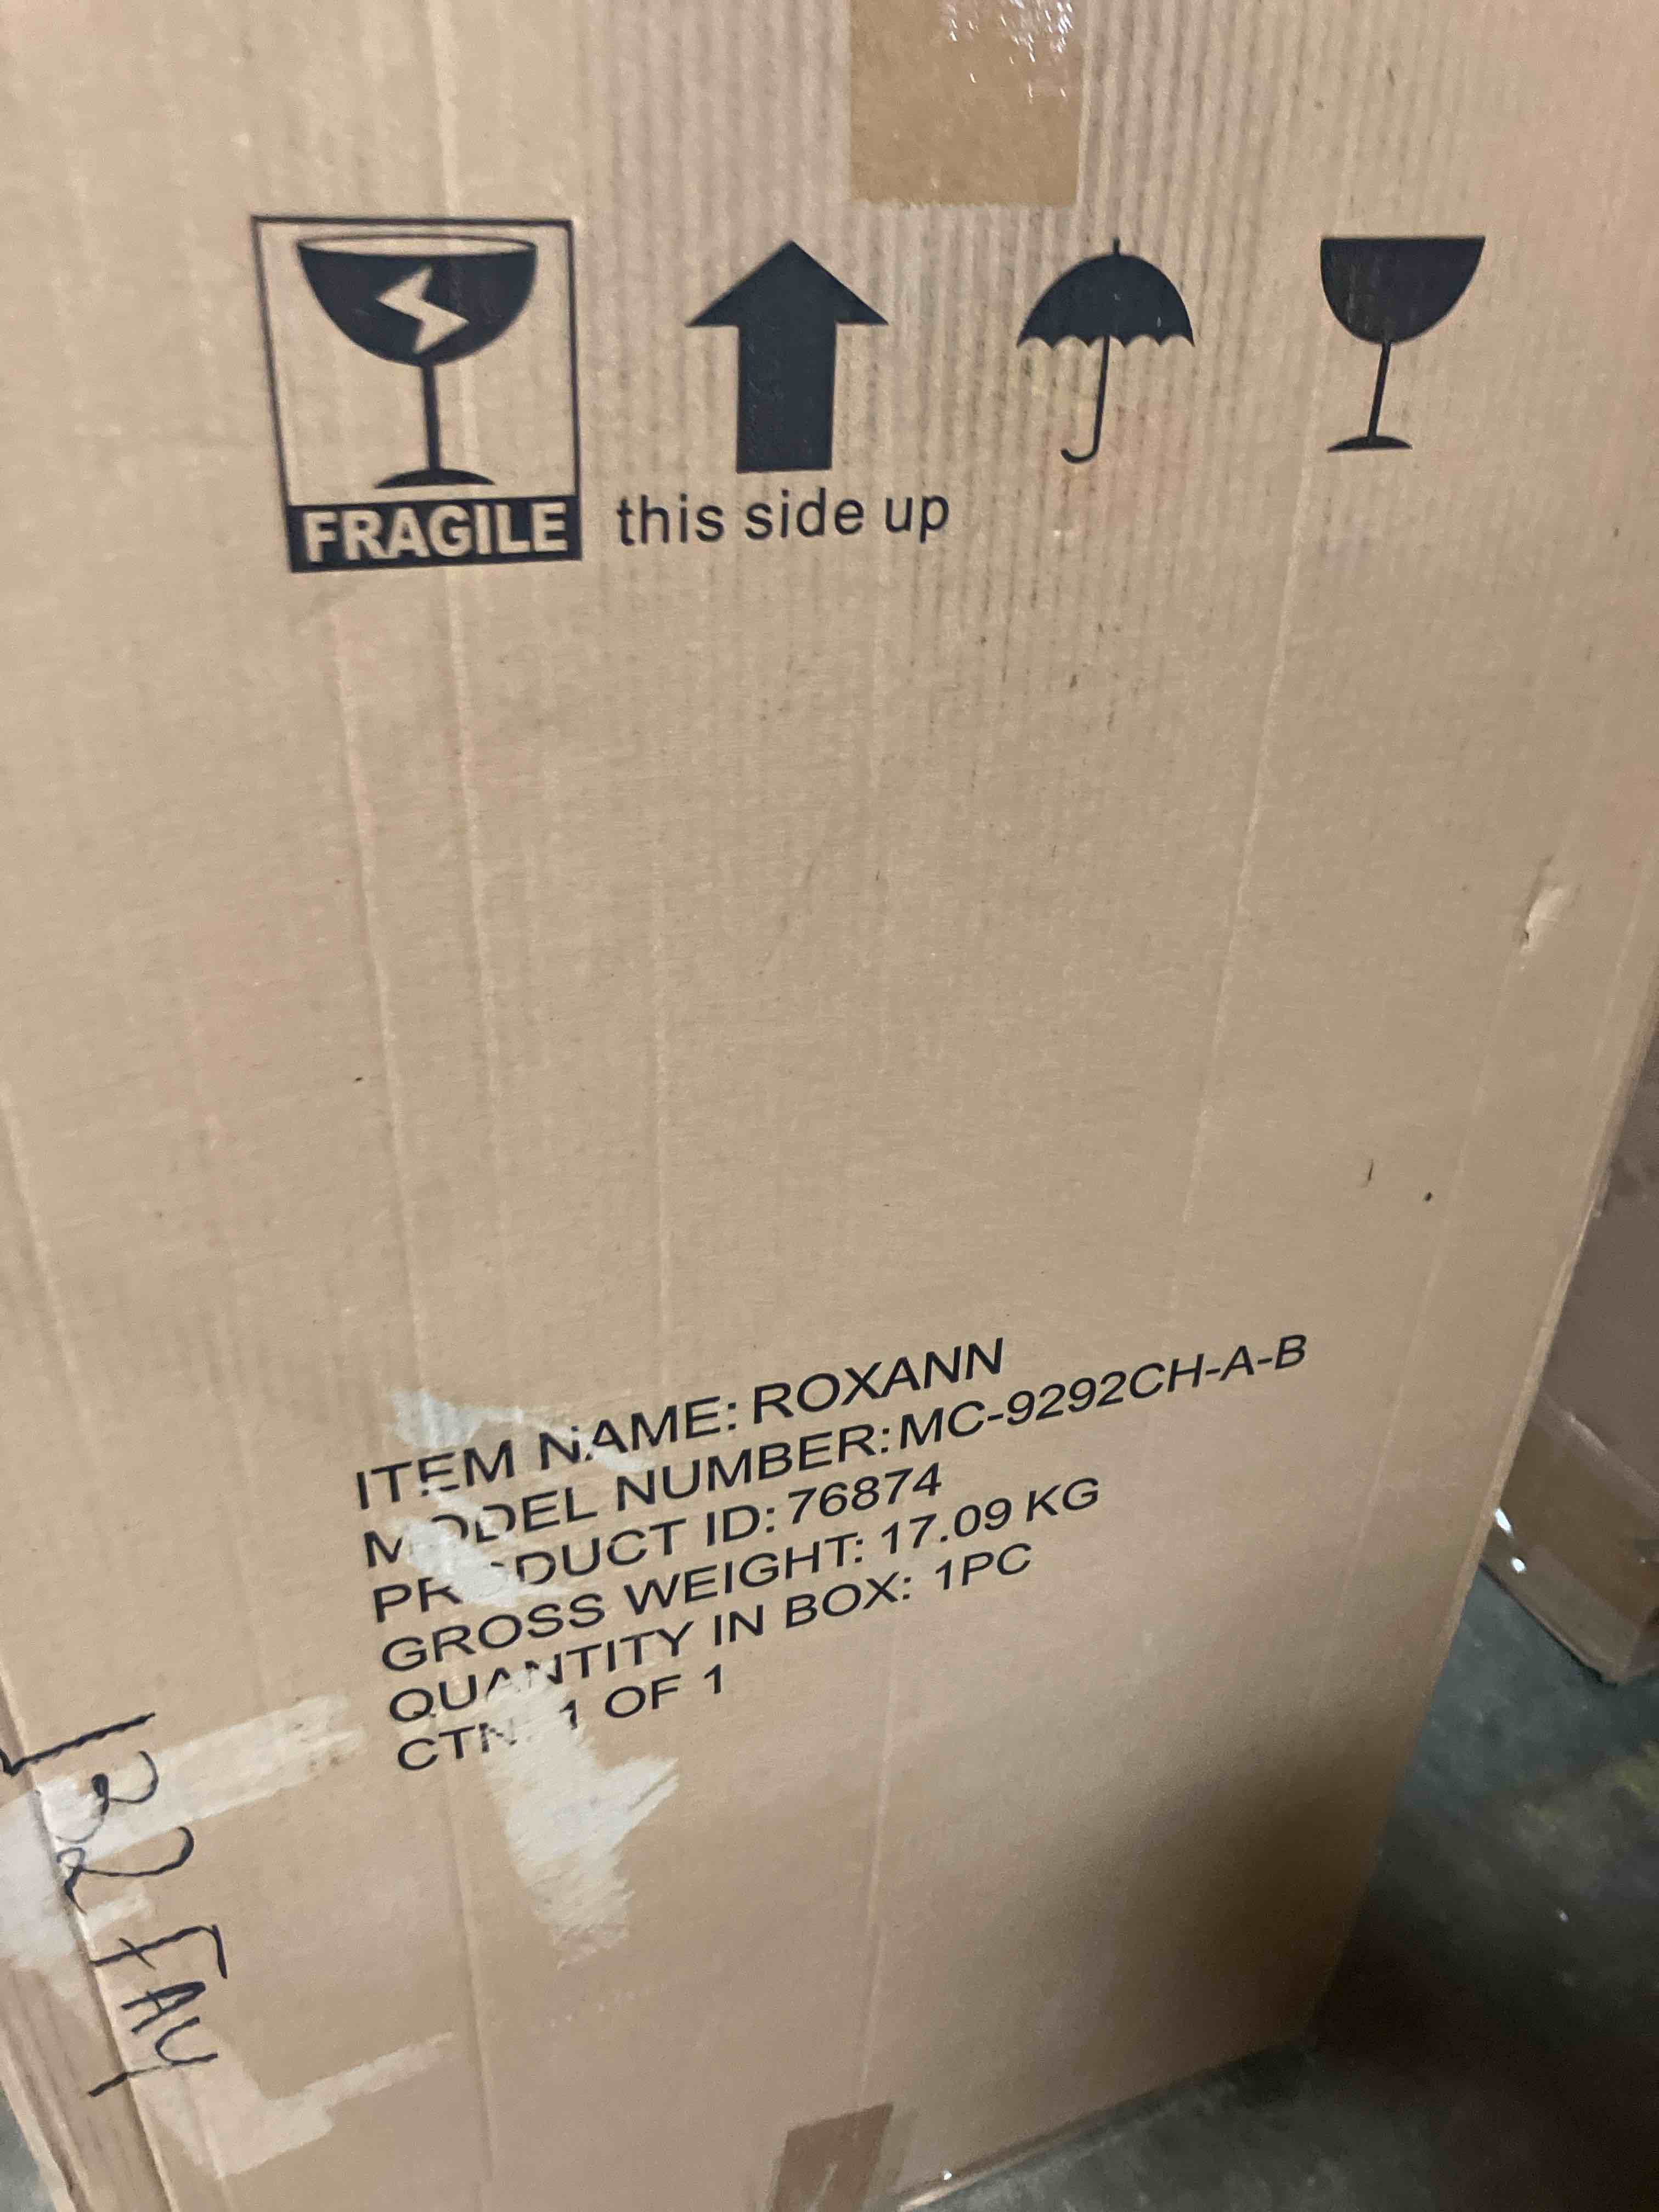 FRAGILE
this side up
ITEM NAME: ROXANN
MODEL NUMBER: MC-9292CH-A-B
PRODUCT ID: 76874
GROSS WEIGHT: 17.09 KG
QUANTITY IN BOX: 1PC
CTN: 1 OF 1
FAY